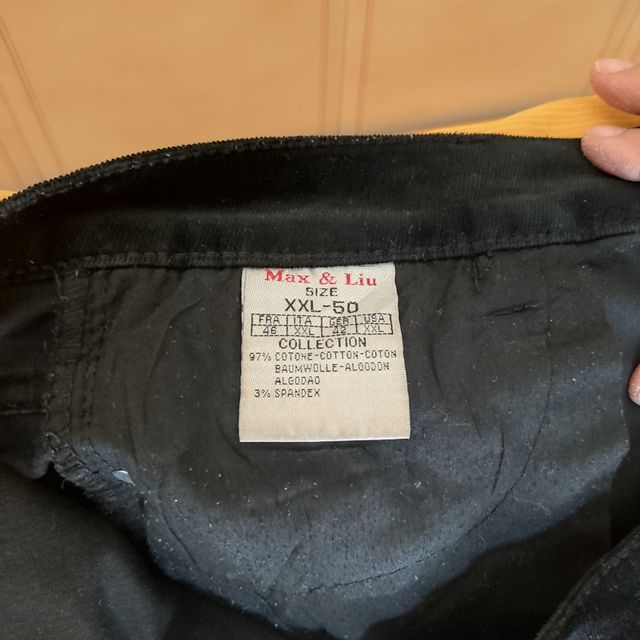 Max & Liu
SIZE
XXL-50
FRA ITA GER USA
46 XXL 42 XXL
COLLECTION
97% COTONE-COTTON-COTON
BAUMWOLLE-ALGODON
ALGODAO
3% SPANDEX